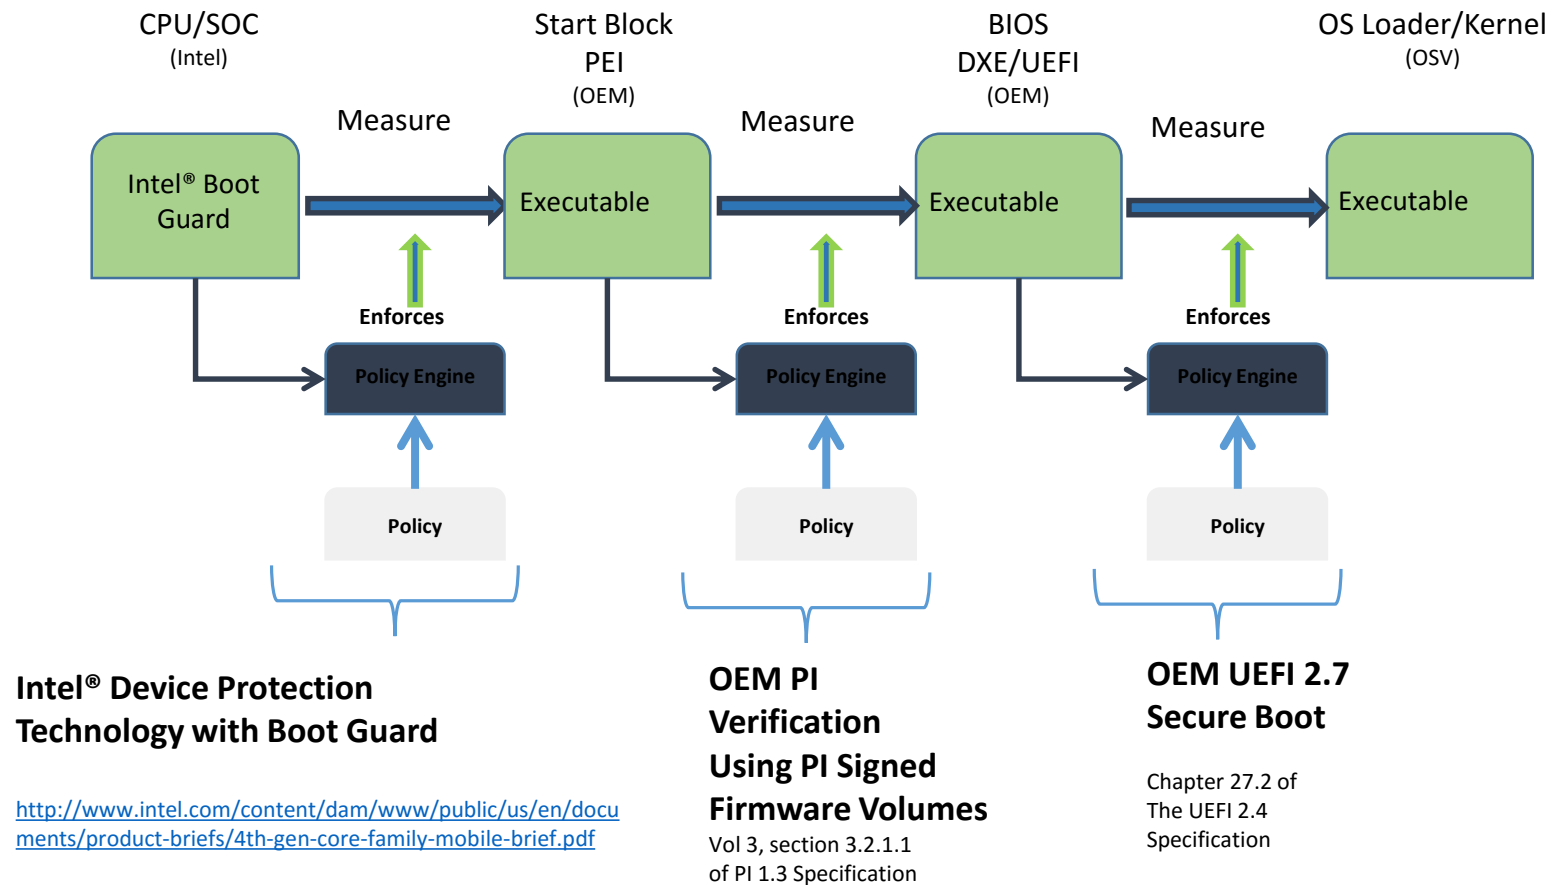 CPU/SOC
(Intel)
Start Block
PEI
(OEM)
BIOS
DXE/UEFI
(OEM)
OS Loader/Kernel
(OSV)
Measure
Measure
Measure
Intel® Boot
Guard
Executable
Executable
Executable
Enforces
Enforces
Enforces
Policy Engine
Policy Engine
Policy Engine
Policy
Policy
Policy
Intel® Device Protection
Technology with Boot Guard
http://www.intel.com/content/dam/www/public/us/en/docu
ments/product-briefs/4th-gen-core-family-mobile-brief.pdf
OEM PI
Verification
Using PI Signed
Firmware Volumes
Vol 3, section 3.2.1.1
of PI 1.3 Specification
OEM UEFI 2.7
Secure Boot
Chapter 27.2 of
The UEFI 2.4
Specification